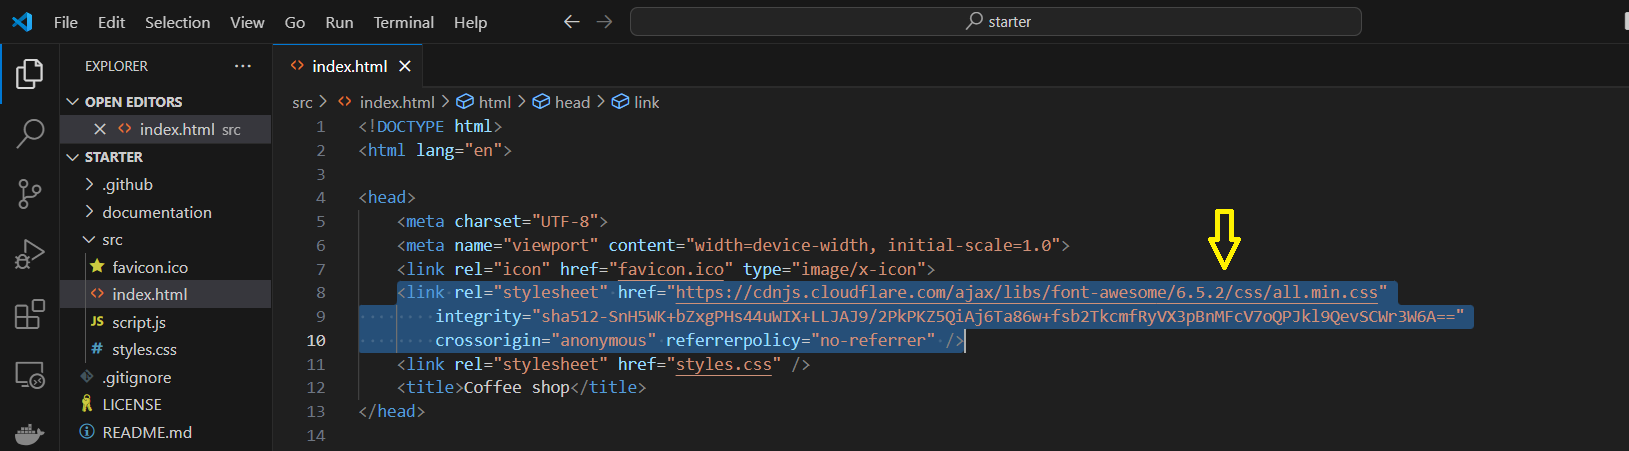 File Edit Selection View Go Run Terminal Help
starter
EXPLORER
OPEN EDITORS
index.html src
STARTER
.github
documentation
src
favicon.ico
index.html
JS script.js
# styles.css
.gitignore
LICENSE
README.md
index.html
src > index.html > html > head > link
1 <!DOCTYPE html>
2 <html lang="en">
3
4 <head>
5 <meta charset="UTF-8">
6 <meta name="viewport" content="width=device-width, initial-scale=1.0">
7 <link rel="icon" href="favicon.ico" type="image/x-icon">
8 <link rel="stylesheet" href="https://cdnjs.cloudflare.com/ajax/libs/font-awesome/6.5.2/css/all.min.css"
9 integrity="sha512-SnH5WK+bZxgPHs44uWIX+LLJAJ9/2PkPKZ5QiAj6Ta86w+fsb2TkcmfRyVX3pBnMFcV7oQPJkl9QevSCWr3W6A=="
10 crossorigin="anonymous" referrerpolicy="no-referrer" />
11 <link rel="stylesheet" href="styles.css" />
12 <title>Coffee shop</title>
13 </head>
14